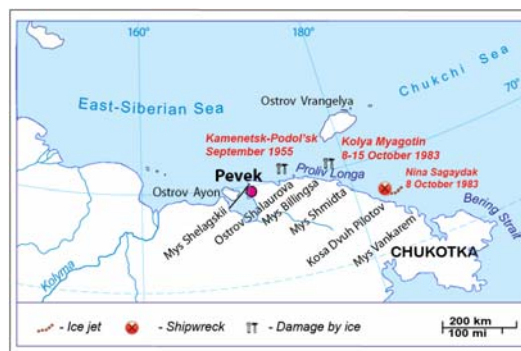 160°
180°
Chukchi Sea
70°
East-Siberian Sea
Ostrov Vrangelya
Kamenetsk-Podol'sk
September 1955
Kolya Myagotin
8-15 October 1983
Nina Sagaydak
8 October 1983
Pevek
Proliv Longa
Ostrov Ayon
Bering Strait
Mys Shelagskii
Ostrov Shalaurova
Mys Billingsa
Mys Shmidta
Kosa Dvuh Pilotov
Mys Vankarem
CHUKOTKA
Kolyma
- Ice jet
- Shipwreck
- Damage by ice
200 km
100 mi